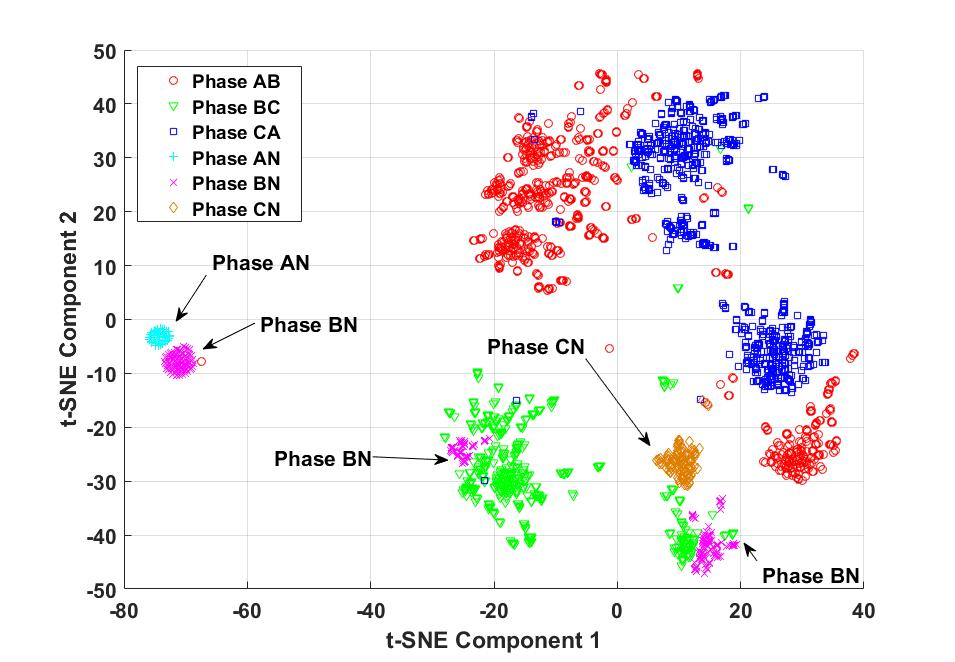 50
40
30
20
10
0
-10
-20
-30
-40
-50
t-SNE Component 2
Phase AB
Phase BC
Phase CA
Phase AN
Phase BN
Phase CN
Phase AN
Phase BN
Phase CN
Phase BN
Phase BN
-80 -60 -40 -20 0 20 40
t-SNE Component 1